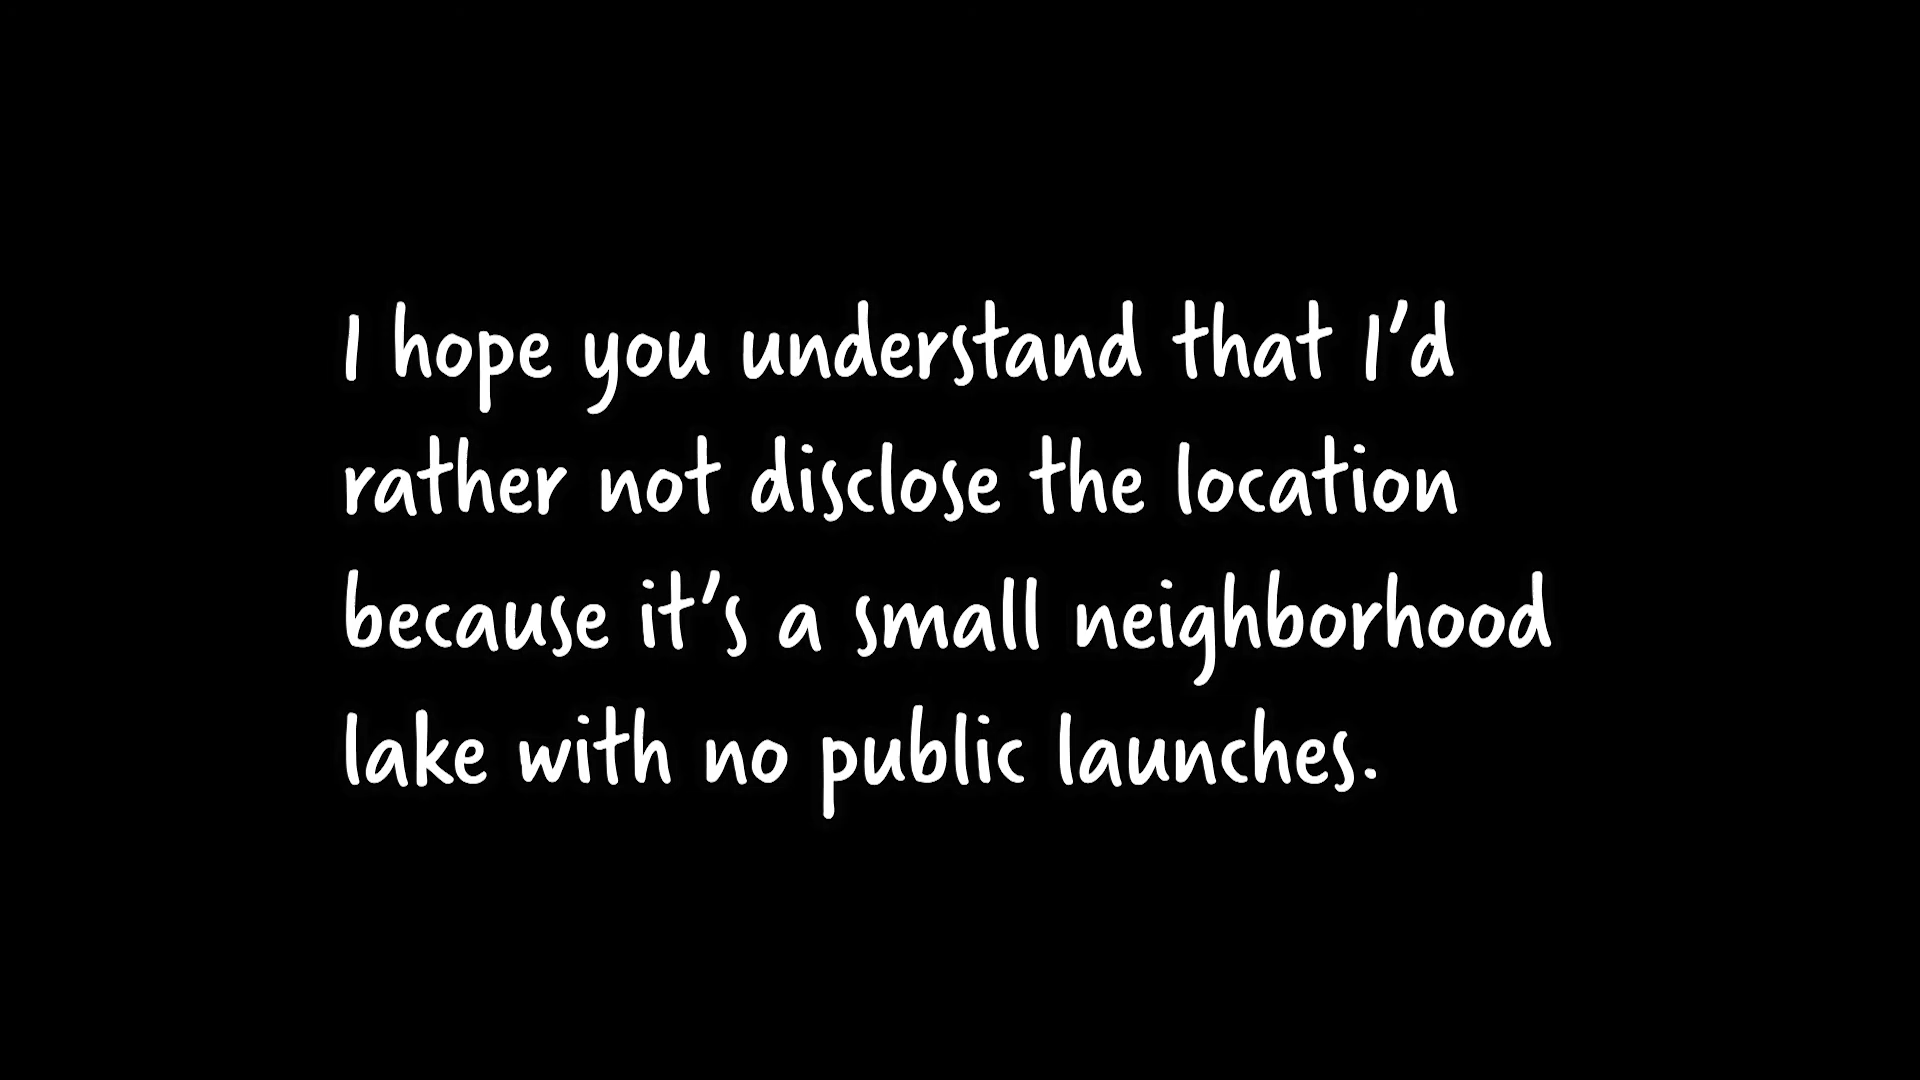 I hope you understand that I'd
rather not disclose the location
because it's a small neighborhood
lake with no public launches.